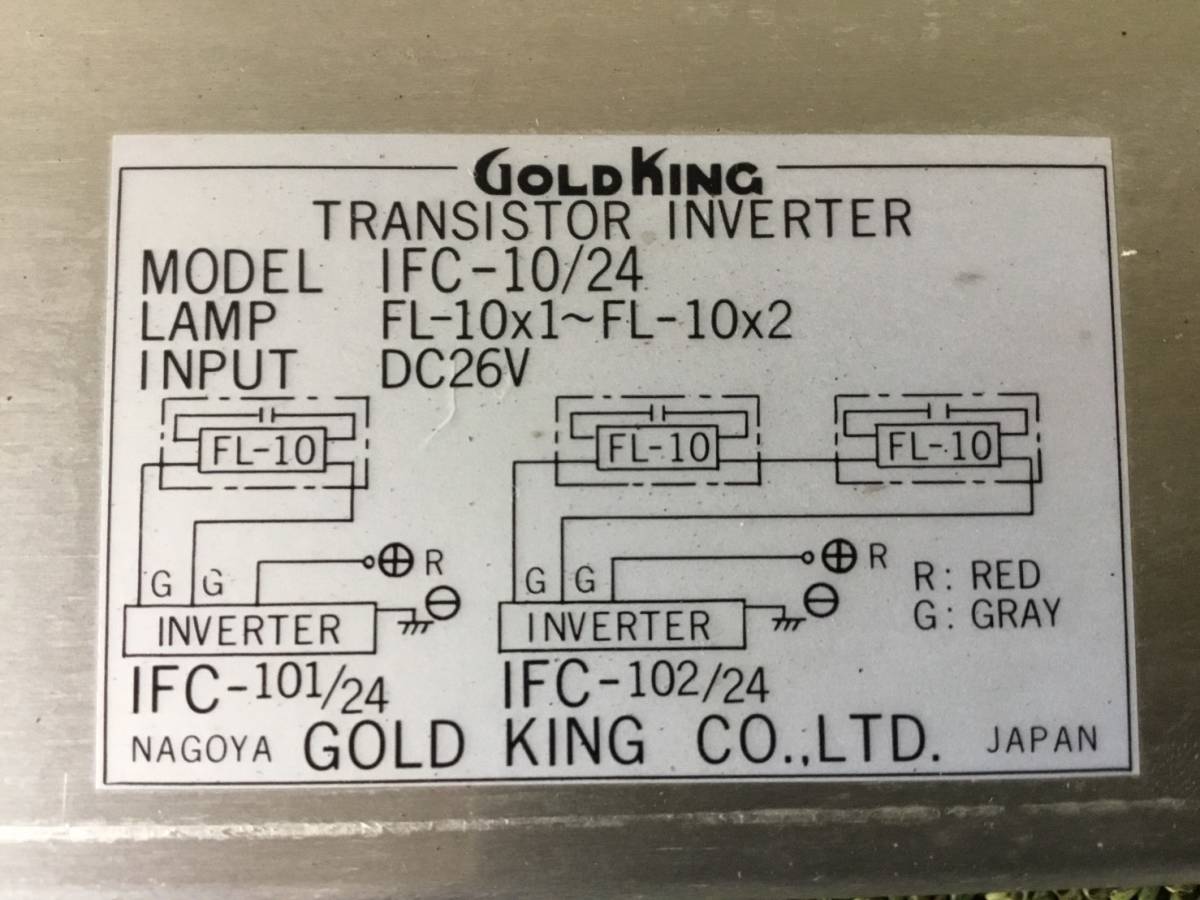 GOLDKING
TRANSISTOR INVERTER
MODEL IFC-10/24
LAMP FL-10x1~FL-10x2
INPUT DC26V
FL-10 FL-10 FL-10
G G ⊕ R G G ⊕ R R: RED
INVERTER ⊖ INVERTER ⊖ G: GRAY
IFC-101/24 IFC-102/24
NAGOYA GOLD KING CO.,LTD. JAPAN